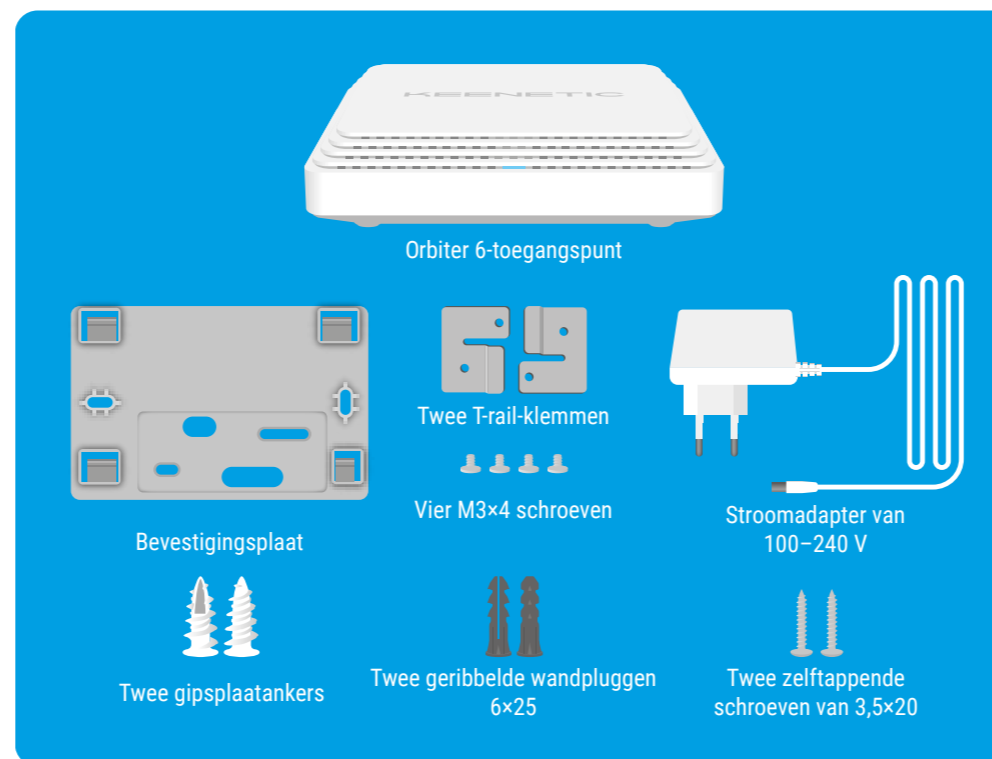 KEENETIC
Orbiter 6-toegangspunt
Twee T-rail-klemmen
Vier M3×4 schroeven
Bevestigingsplaat
Stroomadapter van
100–240 V
Twee gipsplaatankers
Twee geribbelde wandpluggen
6×25
Twee zelftappende
schroeven van 3,5×20